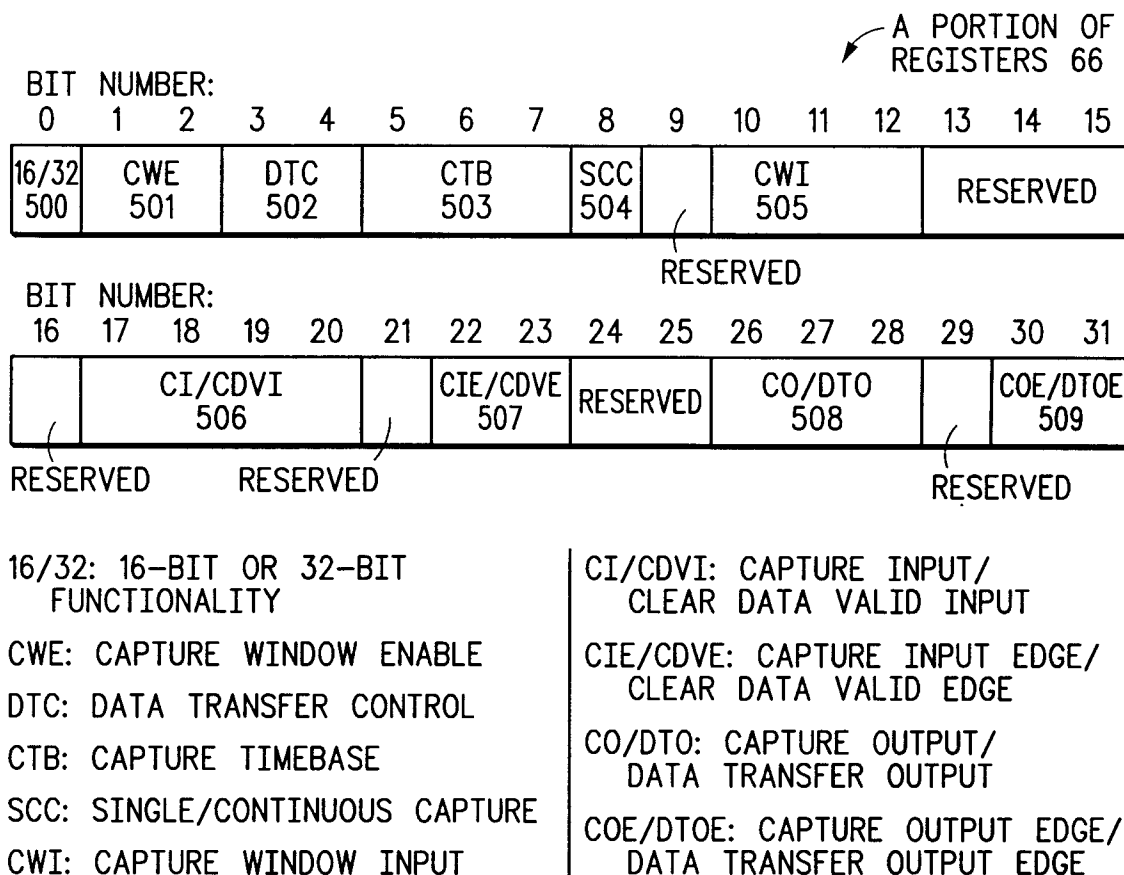 A PORTION OF
REGISTERS 66
BIT NUMBER:
0 1 2 3 4 5 6 7 8 9 10 11 12 13 14 15
16/32 CWE DTC CTB SCC CWI RESERVED
500 501 502 503 504 505
RESERVED
BIT NUMBER:
16 17 18 19 20 21 22 23 24 25 26 27 28 29 30 31
CI/CDVI CIE/CDVE RESERVED CO/DTO COE/DTOE
506 507 508 509
RESERVED RESERVED RESERVED
16/32: 16-BIT OR 32-BIT
FUNCTIONALITY
CWE: CAPTURE WINDOW ENABLE
DTC: DATA TRANSFER CONTROL
CTB: CAPTURE TIMEBASE
SCC: SINGLE/CONTINUOUS CAPTURE
CWI: CAPTURE WINDOW INPUT
CI/CDVI: CAPTURE INPUT/
CLEAR DATA VALID INPUT
CIE/CDVE: CAPTURE INPUT EDGE/
CLEAR DATA VALID EDGE
CO/DTO: CAPTURE OUTPUT/
DATA TRANSFER OUTPUT
COE/DTOE: CAPTURE OUTPUT EDGE/
DATA TRANSFER OUTPUT EDGE